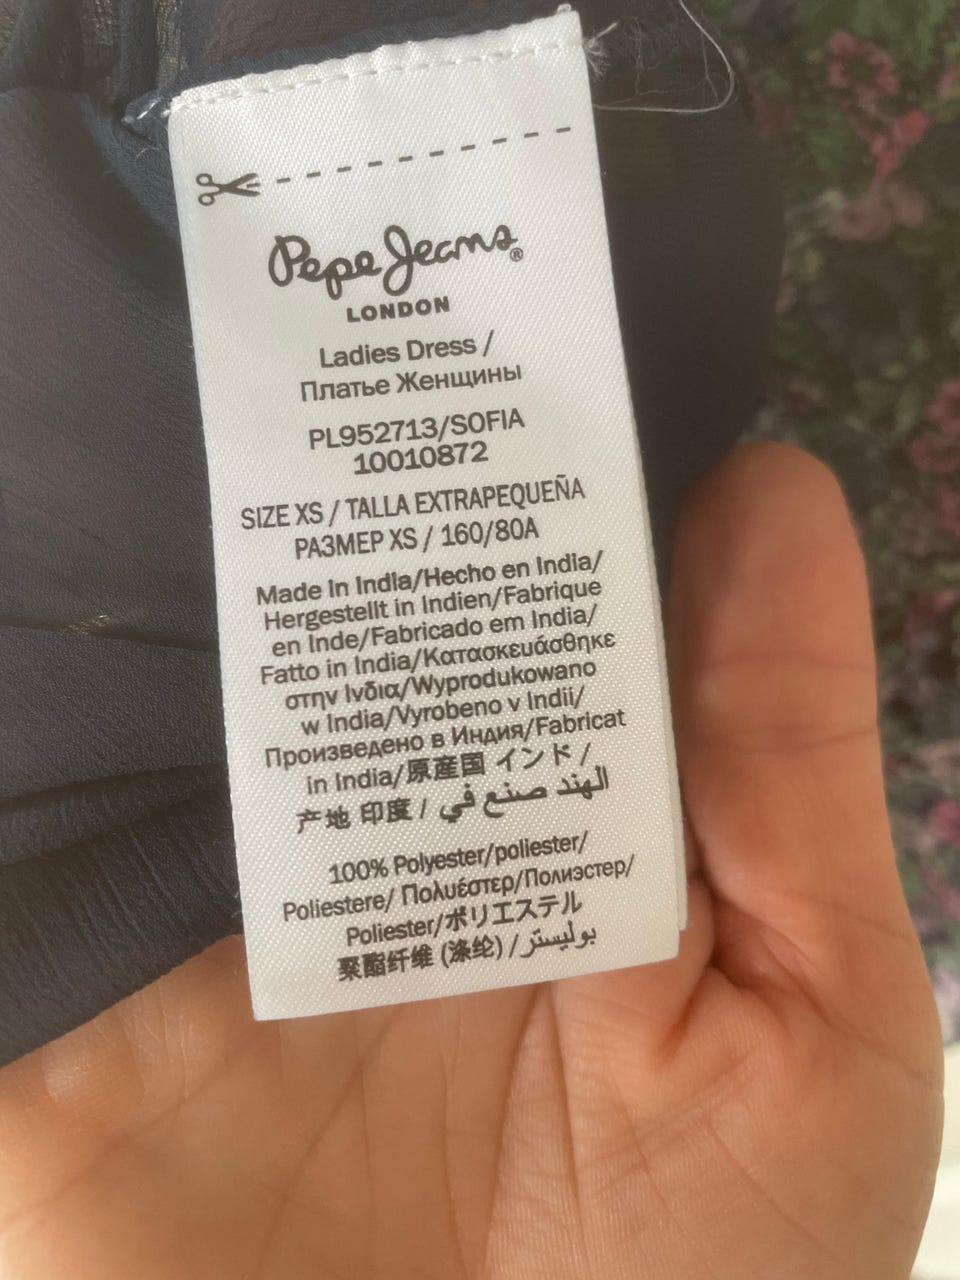 Pepe Jeans®
LONDON
Ladies Dress /
Платье Женщины
PL952713/SOFIA
10010872
SIZE XS / TALLA EXTRAPEQUEÑA
РАЗМЕР XS / 160/80A
Made in India/Hecho en India/
Hergestellt in Indien/Fabrique
en Inde/Fabricado em India/
Fatto in India/Κατασκευάσθηκε
στην Ινδια/Wyprodukowano
w India/Vyrobeno v Indii/
Произведено в Индия/Fabricat
in India/原産国 インド /
产地 印度 / الهند صنع في
100% Polyester/poliester/
Poliestere/ Πολυέστερ/Полиэстер/
Poliester/ポリエステル
聚酯纤维 (涤纶) / بوليستر